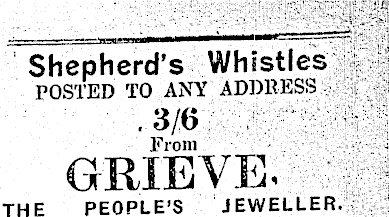 Shepherd's Whistles
POSTED TO ANY ADDRESS
3/6
From
GRIEVE,
THE PEOPLE'S JEWELLER.